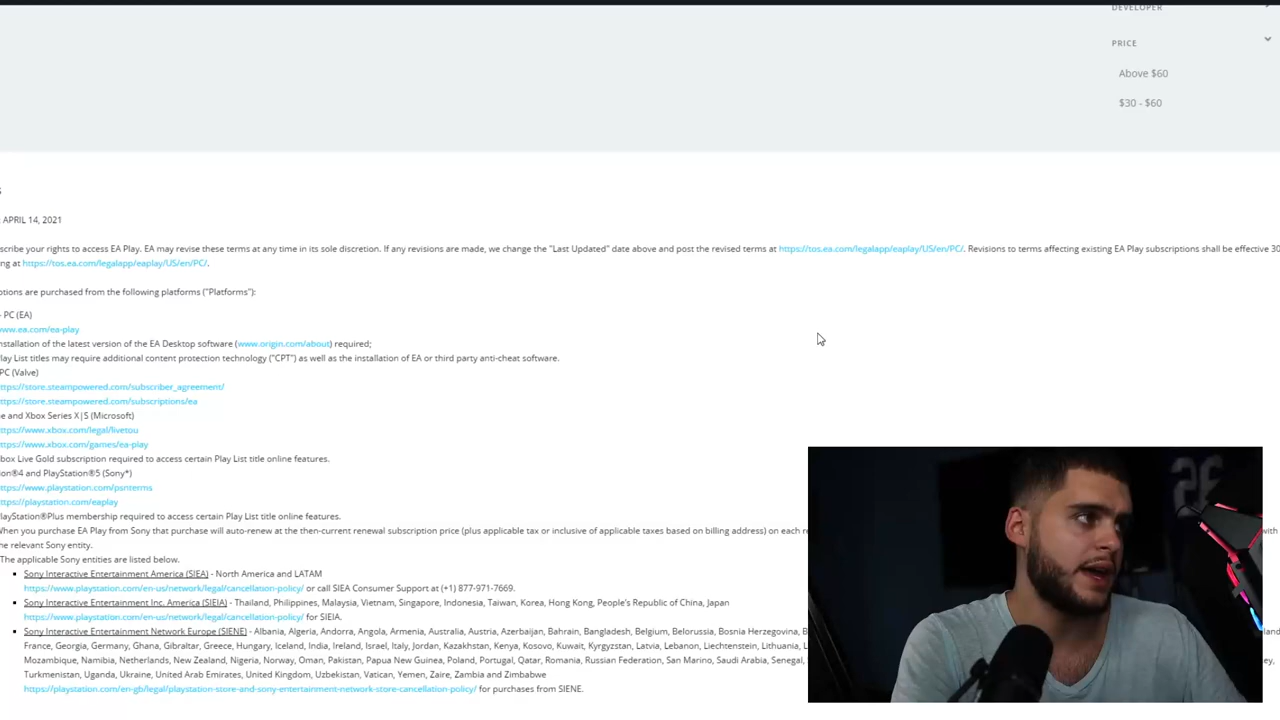 DEVELOPER
PRICE
Above $60
$30 - $60
S
: APRIL 14, 2021
scribe your rights to access EA Play. EA may revise these terms at any time in its sole discretion. If any revisions are made, we change the "Last Updated" date above and post the revised terms at https://tos.ea.com/legalapp/eaplay/US/en/PC/. Revisions to terms affecting existing EA Play subscriptions shall be effective 30
ng at https://tos.ea.com/legalapp/eaplay/US/en/PC/.
ptions are purchased from the following platforms ("Platforms"):
- PC (EA)
www.ea.com/ea-play
nstallation of the latest version of the EA Desktop software (www.origin.com/about) required;
lay List titles may require additional content protection technology ("CPT") as well as the installation of EA or third party anti-cheat software.
PC (Valve)
ttps://store.steampowered.com/subscriber_agreement/
ttps://store.steampowered.com/subscriptions/ea
e and Xbox Series X|S (Microsoft)
ttps://www.xbox.com/legal/livetou
ttps://www.xbox.com/games/ea-play
box Live Gold subscription required to access certain Play List title online features.
ion®4 and PlayStation®5 (Sony*)
ttps://www.playstation.com/psnterms
ttps://playstation.com/eaplay
layStation®Plus membership required to access certain Play List title online features.
When you purchase EA Play from Sony that purchase will auto-renew at the then-current renewal subscription price (plus applicable tax or inclusive of applicable taxes based on billing address) on each re with
he relevant Sony entity.
The applicable Sony entities are listed below.
Sony Interactive Entertainment America (SIEA) - North America and LATAM
https://www.playstation.com/en-us/network/legal/cancellation-policy/ or call SIEA Consumer Support at (+1) 877-971-7669.
Sony Interactive Entertainment Inc. America (SIEIA) - Thailand, Philippines, Malaysia, Vietnam, Singapore, Indonesia, Taiwan, Korea, Hong Kong, People's Republic of China, Japan
https://www.playstation.com/en-us/network/legal/cancellation-policy/ for SIEIA.
Sony Interactive Entertainment Network Europe (SIENE) - Albania, Algeria, Andorra, Angola, Armenia, Australia, Austria, Azerbaijan, Bahrain, Bangladesh, Belgium, Belorussia, Bosnia Herzegovina, B land
France, Georgia, Germany, Ghana, Gibraltar, Greece, Hungary, Iceland, India, Ireland, Israel, Italy, Jordan, Kazakhstan, Kenya, Kosovo, Kuwait, Kyrgyzstan, Latvia, Lebanon, Liechtenstein, Lithuania, L
Mozambique, Namibia, Netherlands, New Zealand, Nigeria, Norway, Oman, Pakistan, Papua New Guinea, Poland, Portugal, Qatar, Romania, Russian Federation, San Marino, Saudi Arabia, Senegal, ey,
Turkmenistan, Uganda, Ukraine, United Arab Emirates, United Kingdom, Uzbekistan, Vatican, Yemen, Zaire, Zambia and Zimbabwe
https://playstation.com/en-gb/legal/playstation-store-and-sony-entertainment-network-store-cancellation-policy/ for purchases from SIENE.